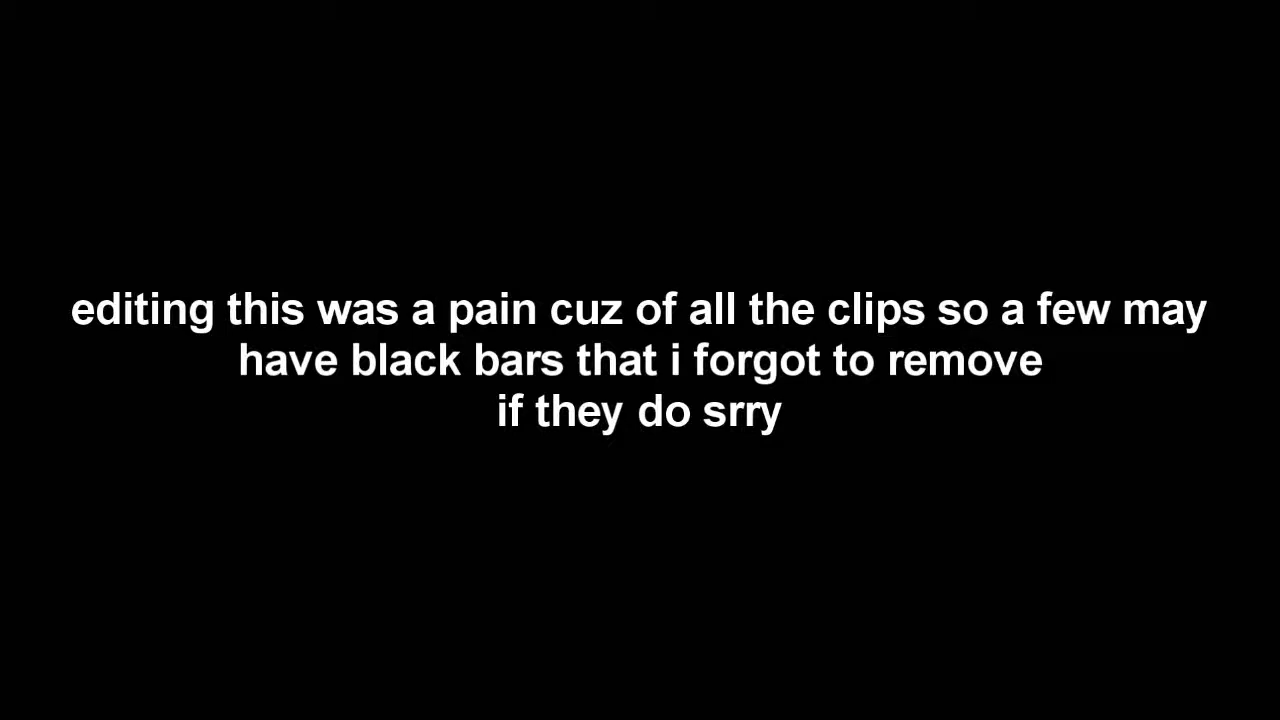 editing this was a pain cuz of all the clips so a few may
have black bars that i forgot to remove
if they do srry